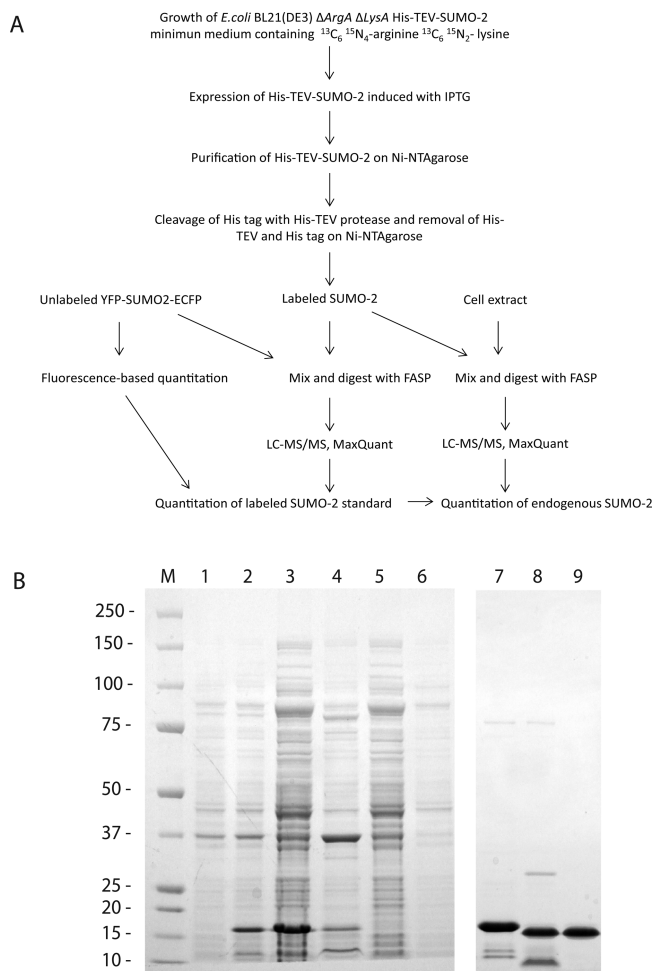 A
Growth of E.coli BL21(DE3) ΔArgA ΔLysA His-TEV-SUMO-2
minimun medium containing ¹³C₆ ¹⁵N₄-arginine ¹³C₆ ¹⁵N₂- lysine
Expression of His-TEV-SUMO-2 induced with IPTG
Purification of His-TEV-SUMO-2 on Ni-NTAgarose
Cleavage of His tag with His-TEV protease and removal of His-
TEV and His tag on Ni-NTAgarose
Unlabeled YFP-SUMO2-ECFP Labeled SUMO-2 Cell extract
Fluorescence-based quantitation Mix and digest with FASP Mix and digest with FASP
LC-MS/MS, MaxQuant LC-MS/MS, MaxQuant
Quantitation of labeled SUMO-2 standard Quantitation of endogenous SUMO-2
B
M 1 2 3 4 5 6 7 8 9
250 -
150 -
100 -
75 -
50 -
37 -
25 -
20 -
15 -
10 -